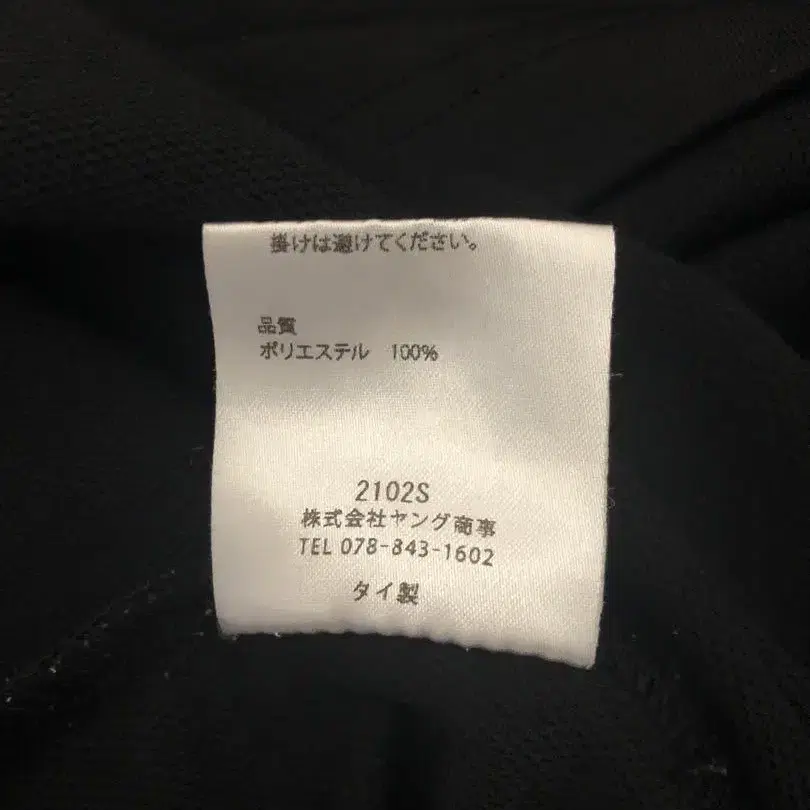 掛けは避けてください。
品質
ポリエステル 100%
2102S
株式会社ヤング商事
TEL 078-843-1602
タイ製